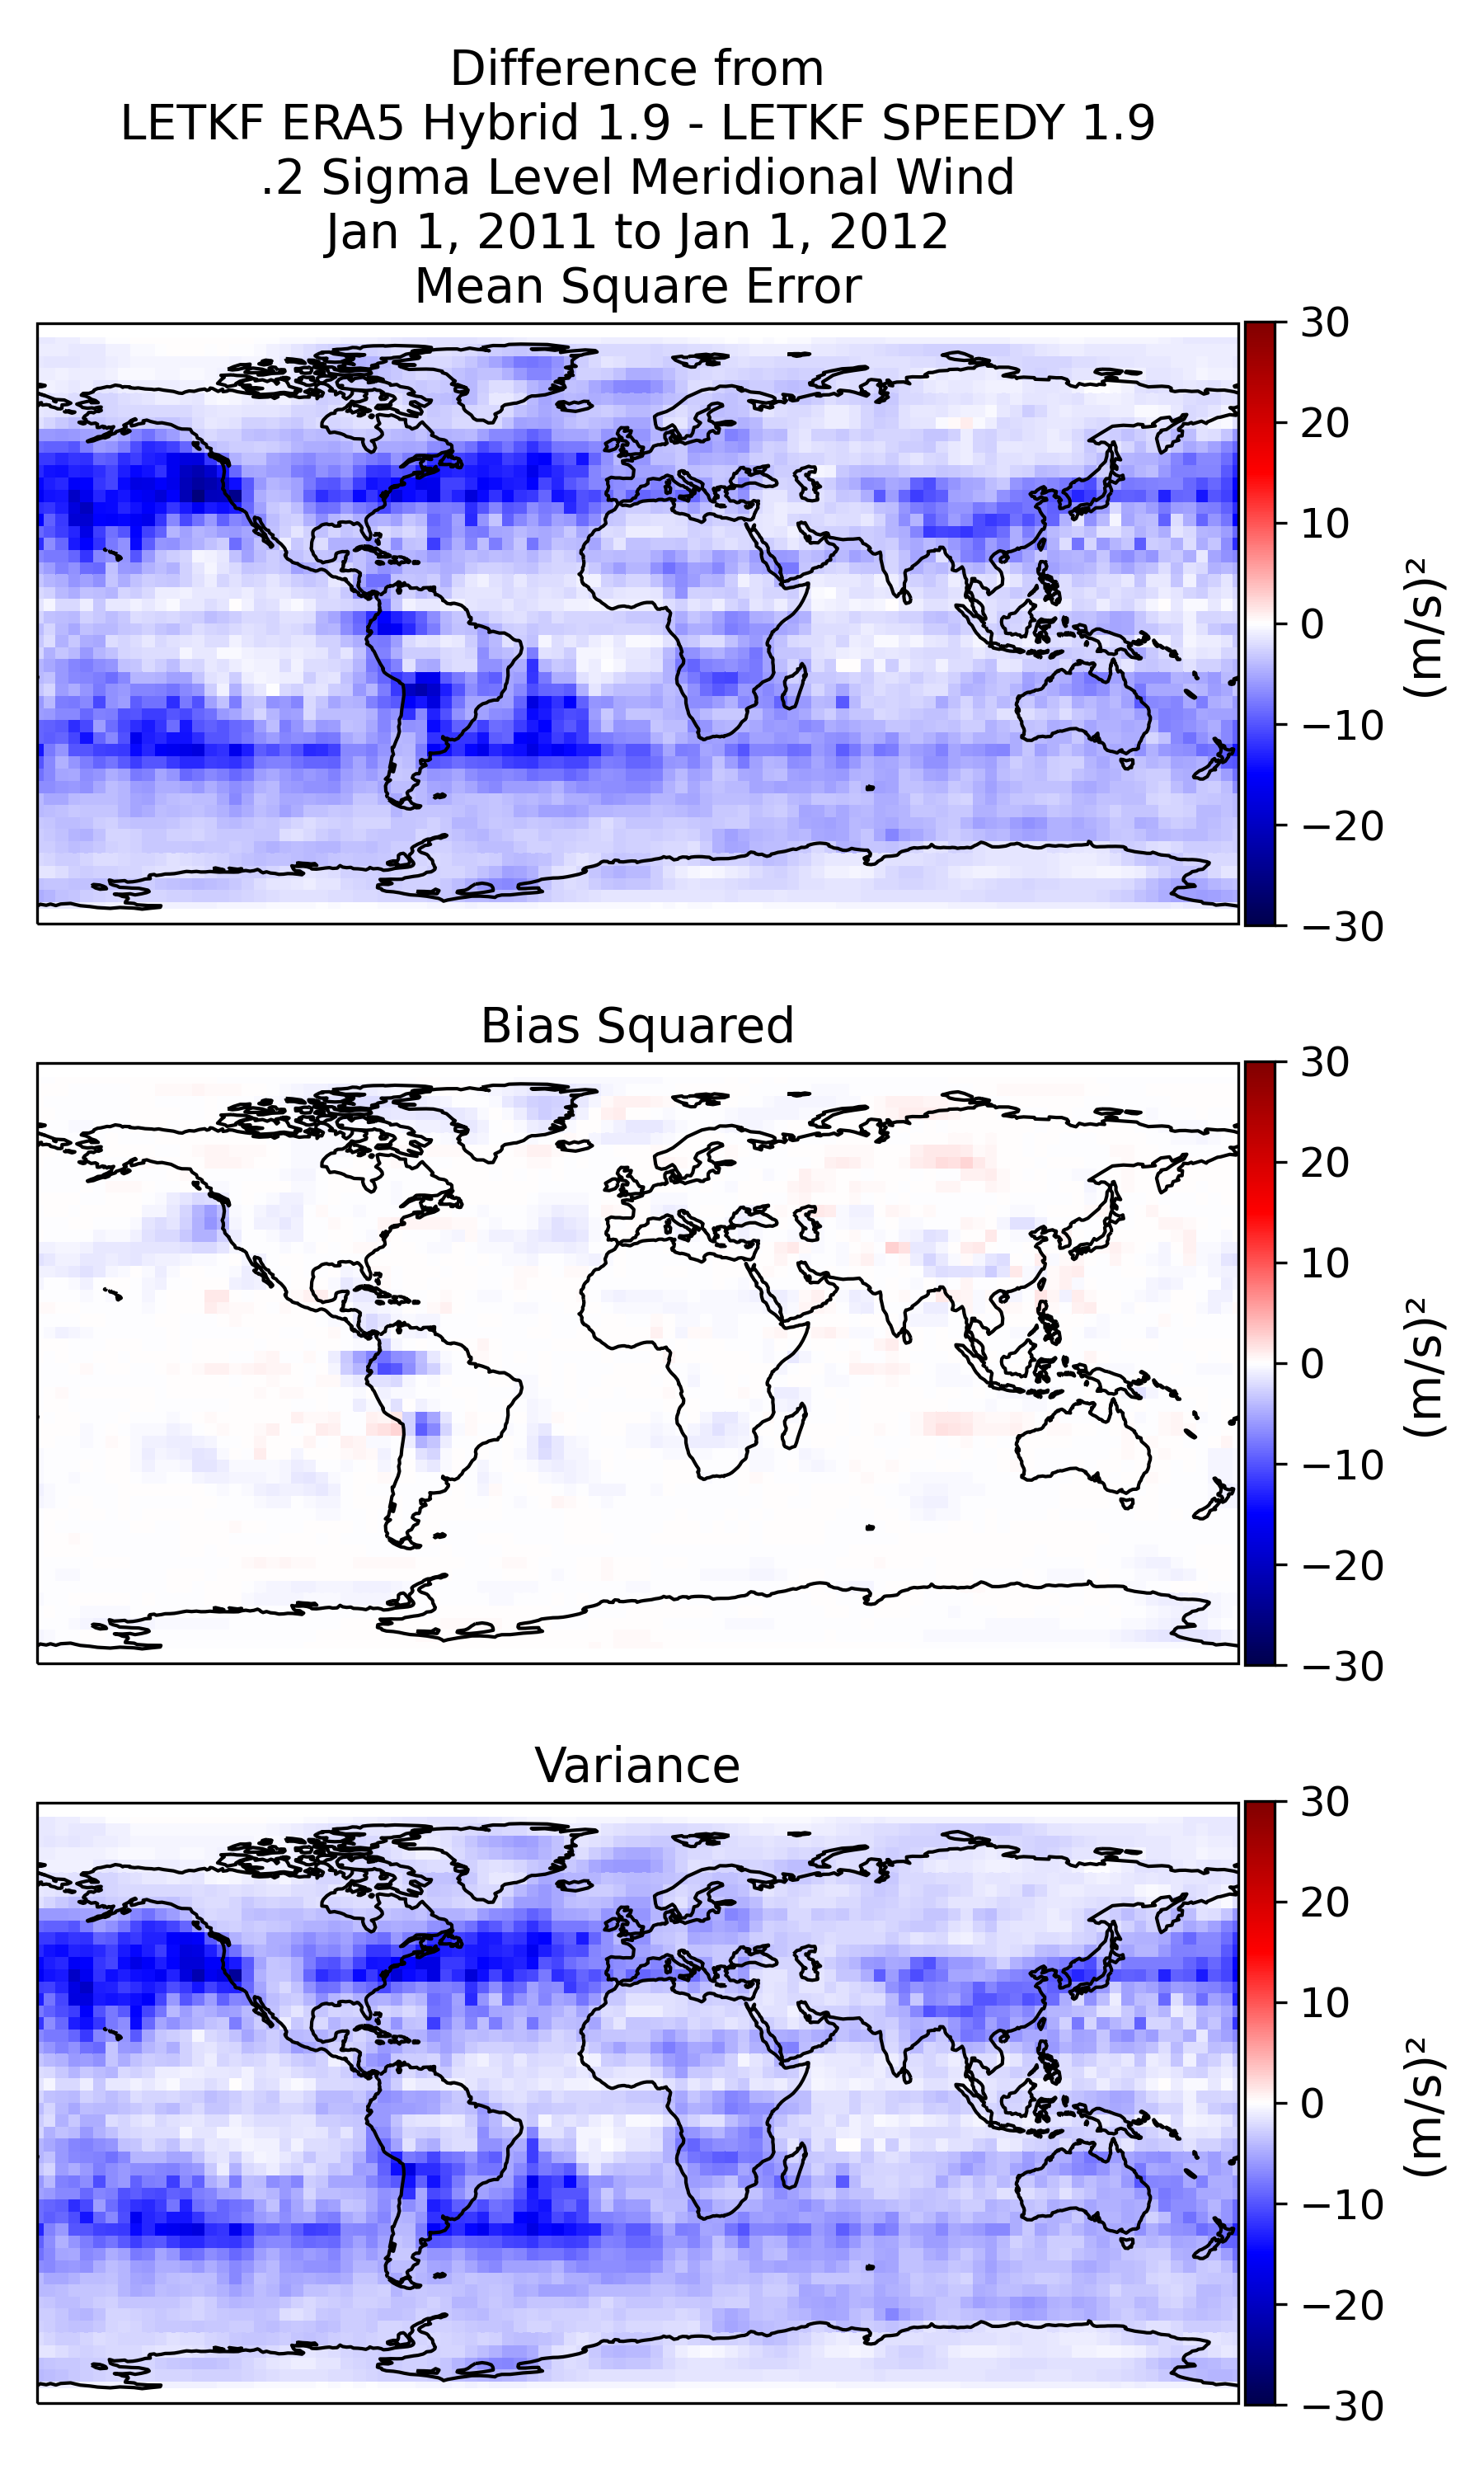 Difference from
LETKF ERA5 Hybrid 1.9 - LETKF SPEEDY 1.9
.2 Sigma Level Meridional Wind
Jan 1, 2011 to Jan 1, 2012
Mean Square Error
30
20
10
0
−10
−20
−30
(m/s)²
Bias Squared
30
20
10
0
−10
−20
−30
(m/s)²
Variance
30
20
10
0
−10
−20
−30
(m/s)²